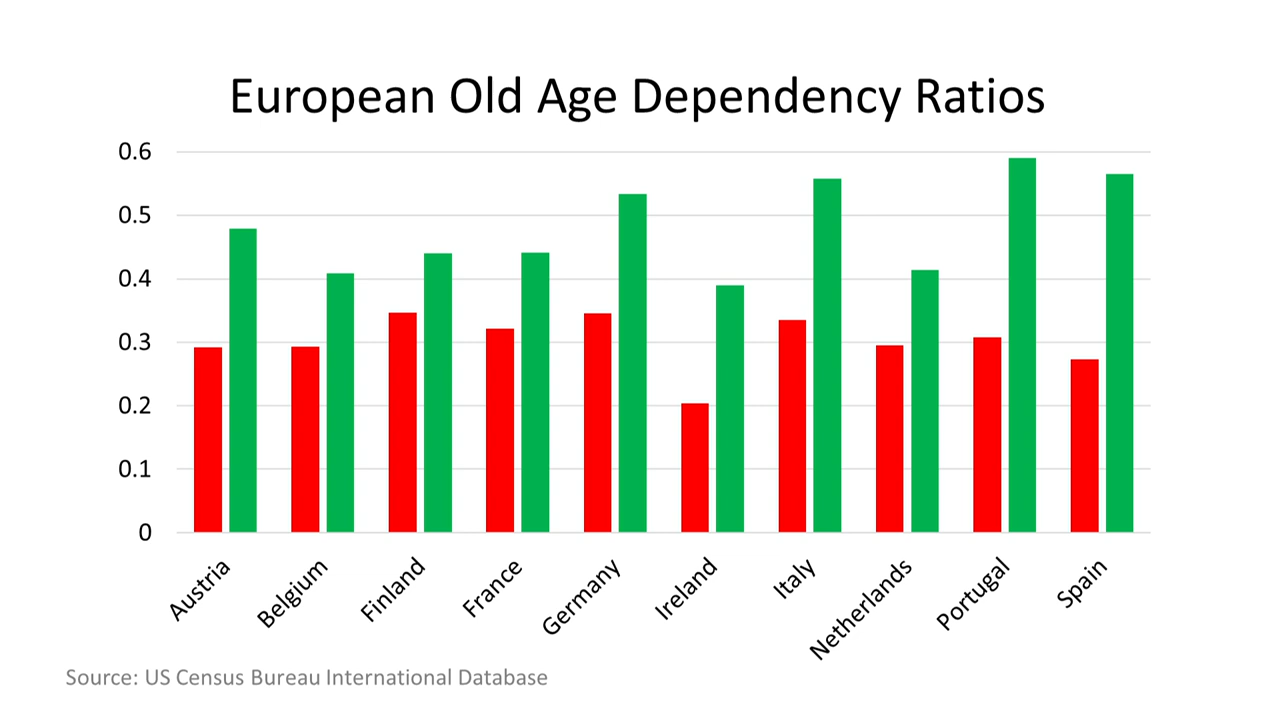 European Old Age Dependency Ratios
0.6
0.5
0.4
0.3
0.2
0.1
0
Austria
Belgium
Finland
France
Germany
Ireland
Italy
Netherlands
Portugal
Spain
Source: US Census Bureau International Database